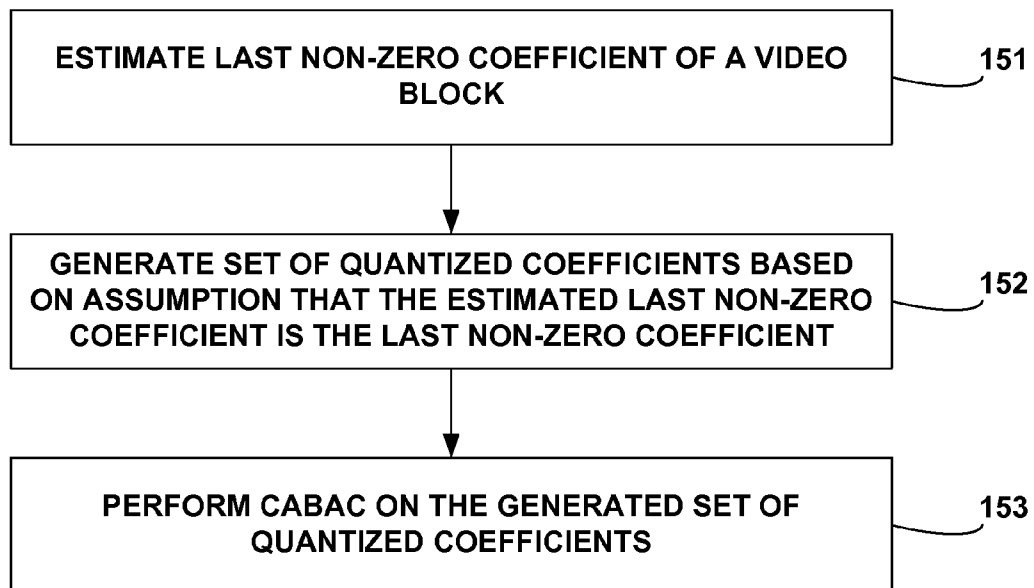 ESTIMATE LAST NON-ZERO COEFFICIENT OF A VIDEO
BLOCK
151
GENERATE SET OF QUANTIZED COEFFICIENTS BASED
ON ASSUMPTION THAT THE ESTIMATED LAST NON-ZERO
COEFFICIENT IS THE LAST NON-ZERO COEFFICIENT
152
PERFORM CABAC ON THE GENERATED SET OF
QUANTIZED COEFFICIENTS
153